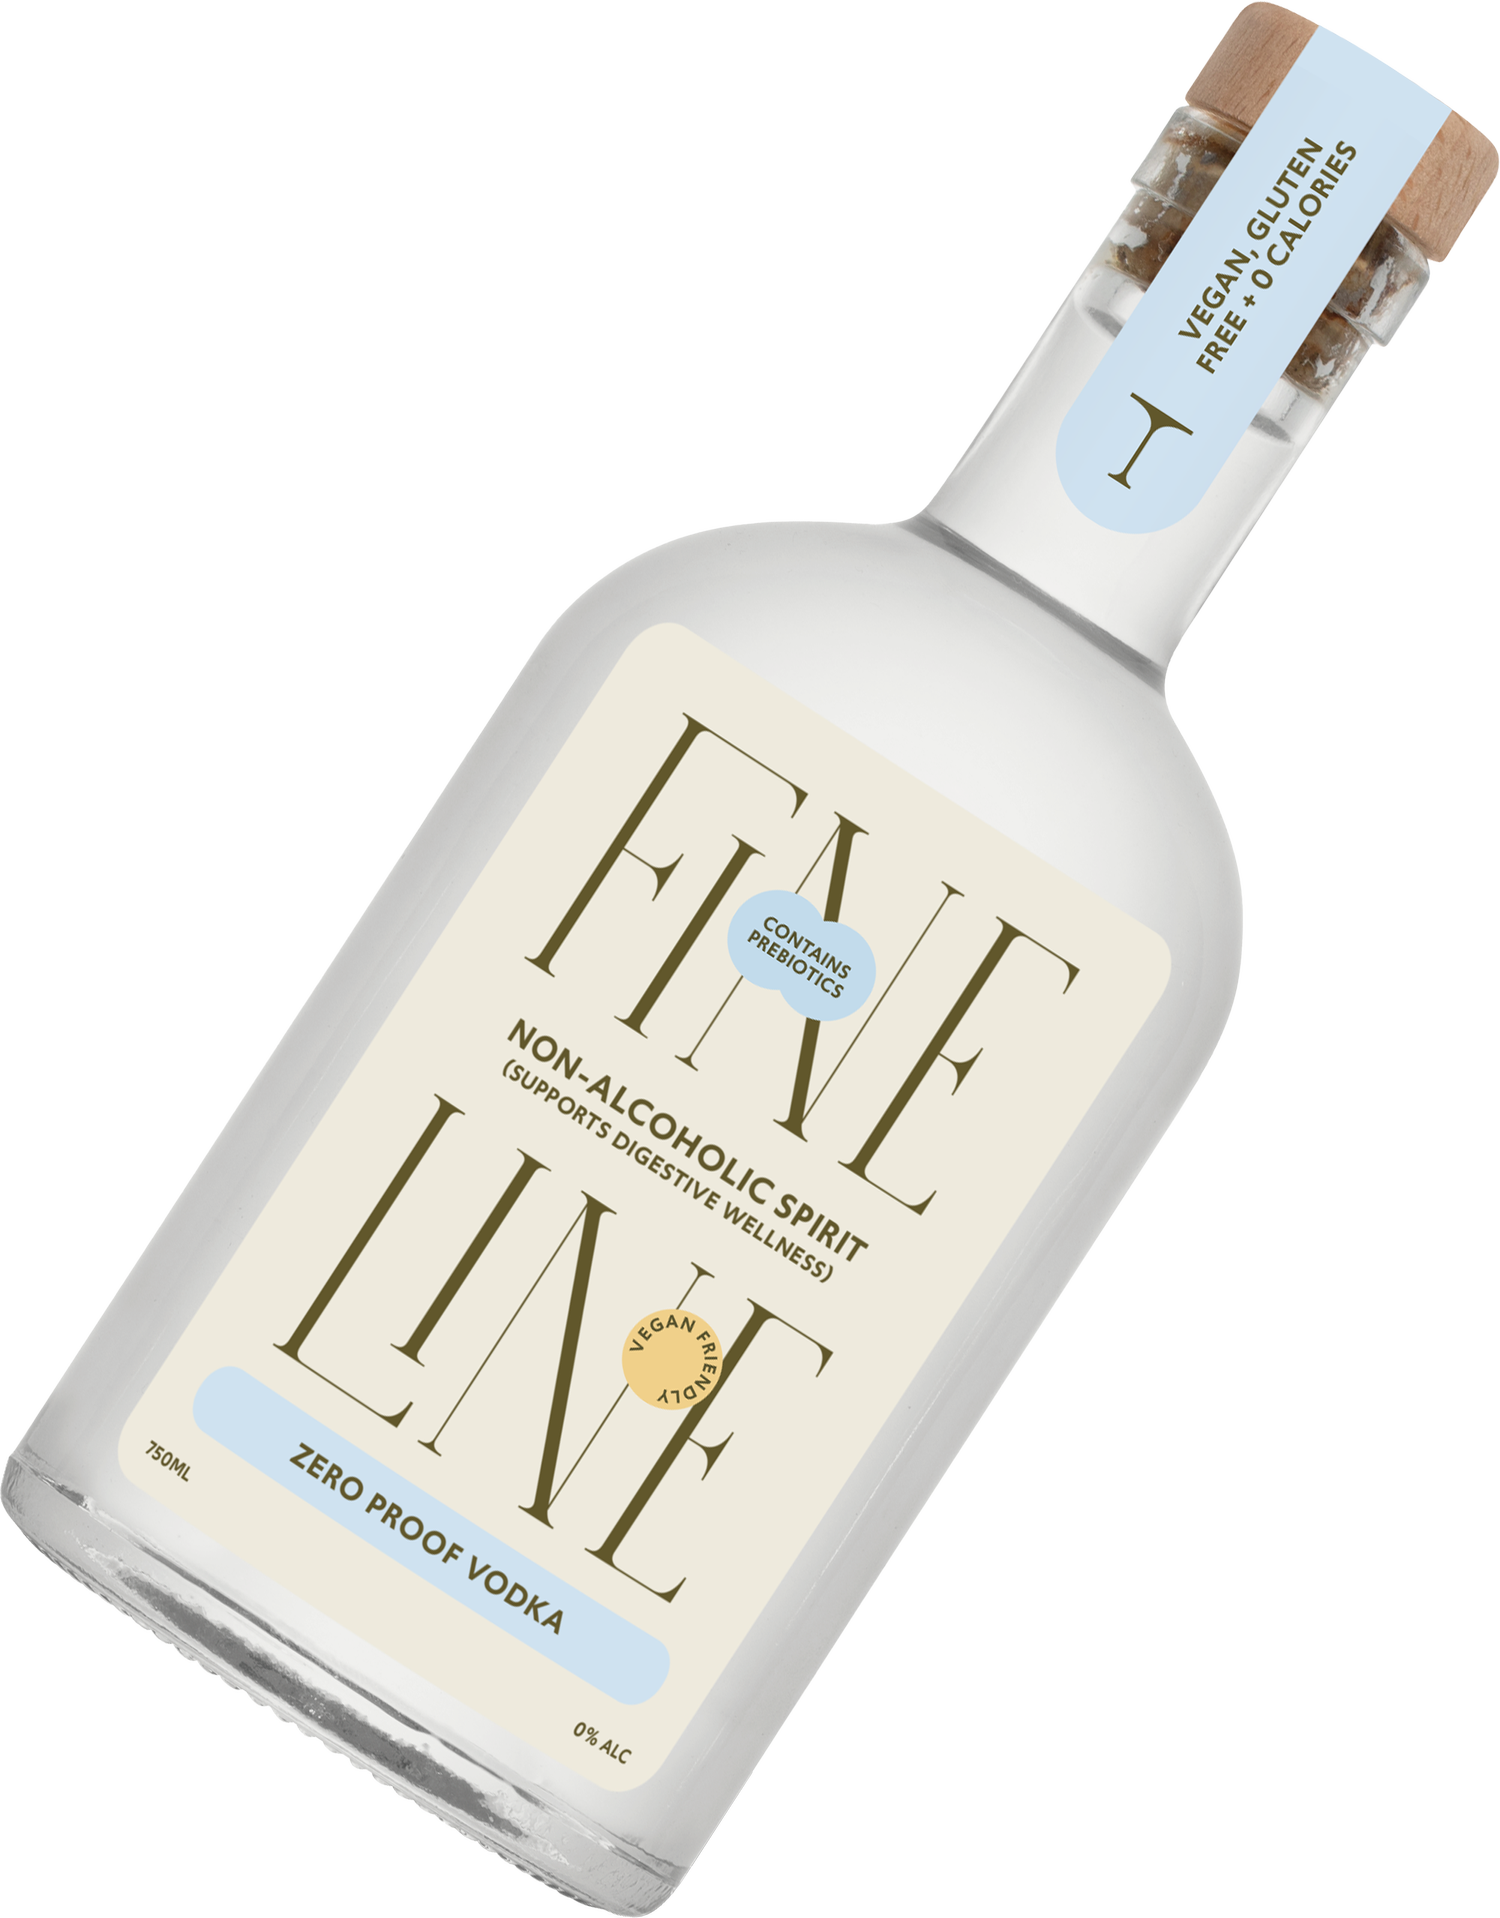 VEGAN, GLUTEN
FREE + 0 CALORIES
FINE
CONTAINS
PREBIOTICS
NON-ALCOHOLIC SPIRIT
(SUPPORTS DIGESTIVE WELLNESS)
LINE
VEGAN FRIENDLY
ZERO PROOF VODKA
750ML
0% ALC